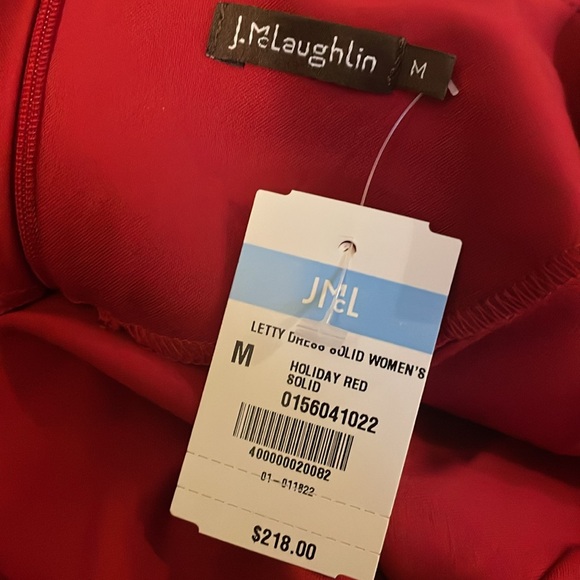 J.McLaughlin
M
JMcL
LETTY DRESS SOLID WOMEN'S
M
HOLIDAY RED
SOLID
0156041022
400000020082
01-011822
$218.00